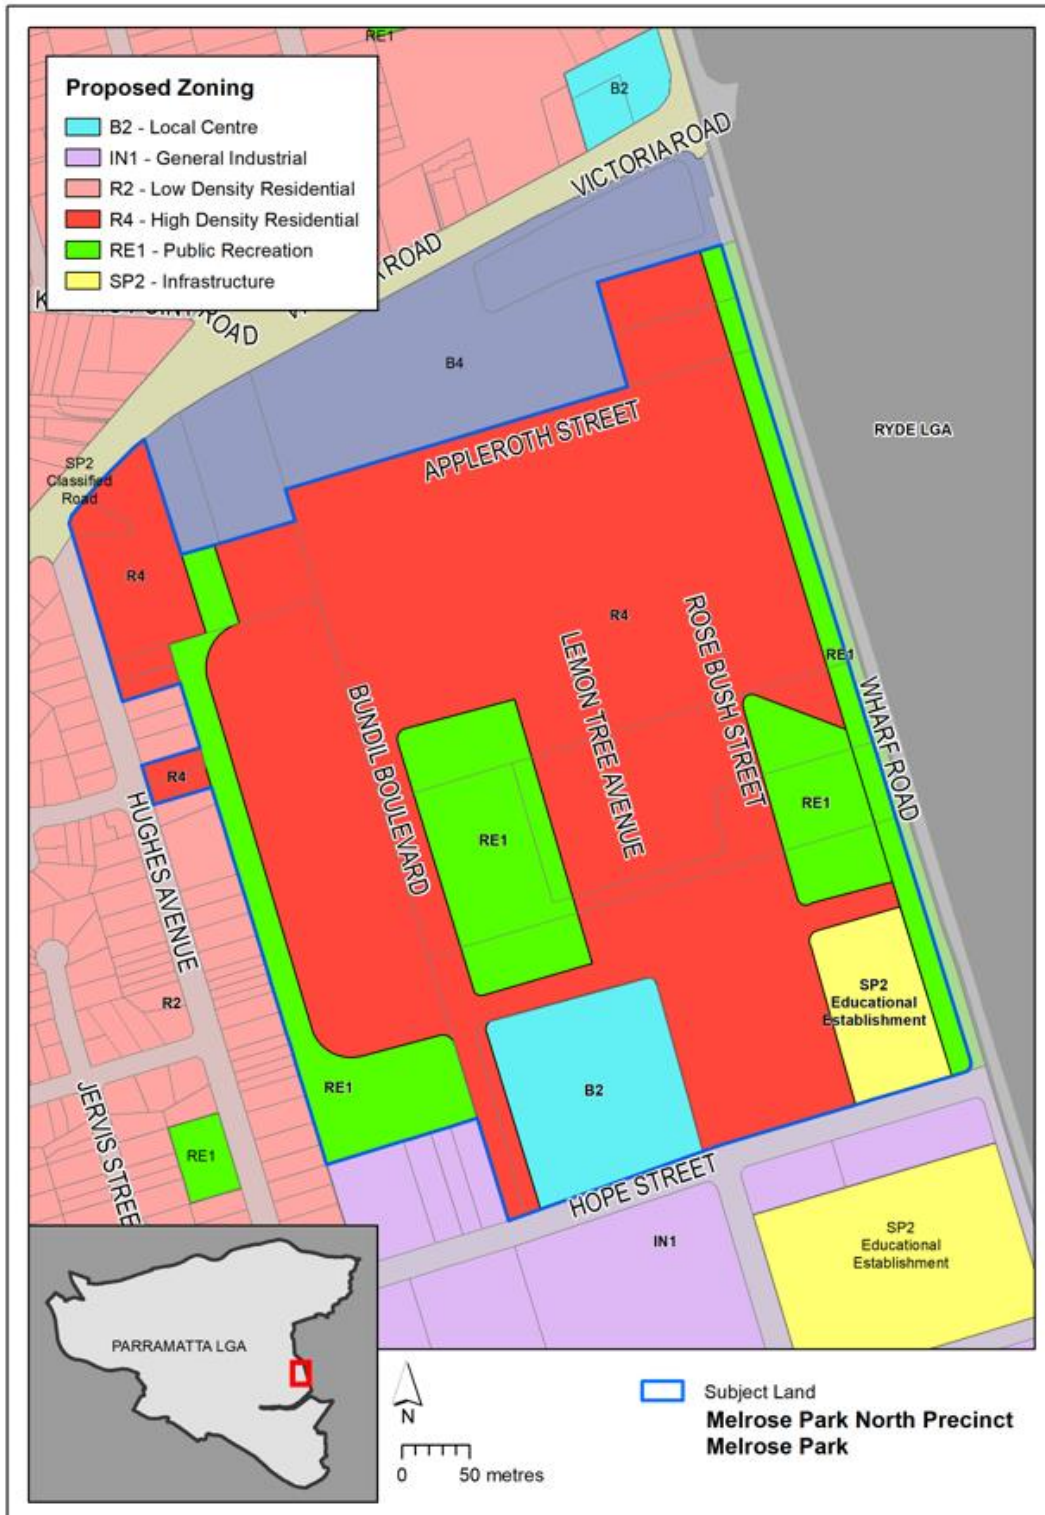 RE1
Proposed Zoning
B2 - Local Centre
IN1 - General Industrial
R2 - Low Density Residential
R4 - High Density Residential
RE1 - Public Recreation
SP2 - Infrastructure
B2
VICTORIA ROAD
ROAD
ROAD
B4
RYDE LGA
APPLEROTH STREET
SP2
Classified
Road
R4
R4
RE1
ROSE BUSH STREET
LEMON TREE AVENUE
BUNDIL BOULEVARD
WHARF ROAD
R4
HUGHES AVENUE
RE1
RE1
R2
SP2
Educational
Establishment
RE1
B2
JERVIS STREE
RE1
HOPE STREET
IN1
SP2
Educational
Establishment
PARRAMATTA LGA
N
0 50 metres
Subject Land
Melrose Park North Precinct
Melrose Park